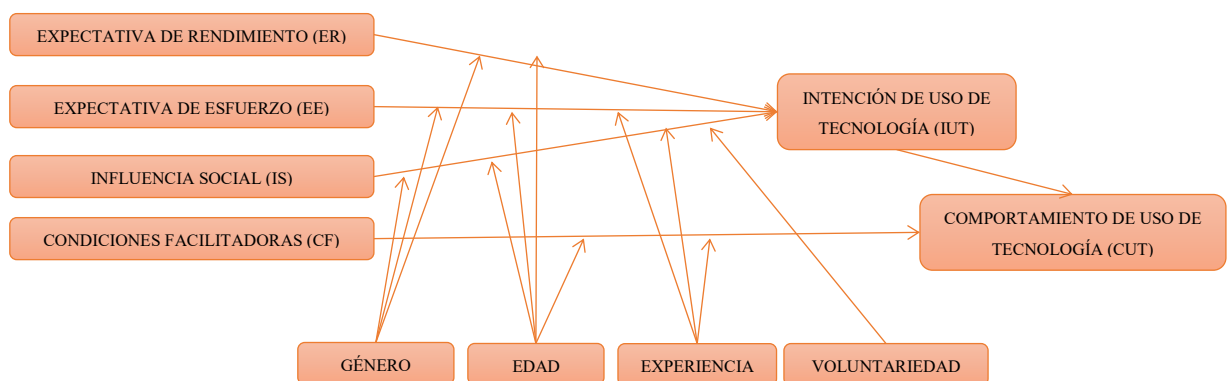 EXPECTATIVA DE RENDIMIENTO (ER)
EXPECTATIVA DE ESFUERZO (EE)
INFLUENCIA SOCIAL (IS)
CONDICIONES FACILITADORAS (CF)
INTENCIÓN DE USO DE
TECNOLOGÍA (IUT)
COMPORTAMIENTO DE USO DE
TECNOLOGÍA (CUT)
GÉNERO
EDAD
EXPERIENCIA
VOLUNTARIEDAD